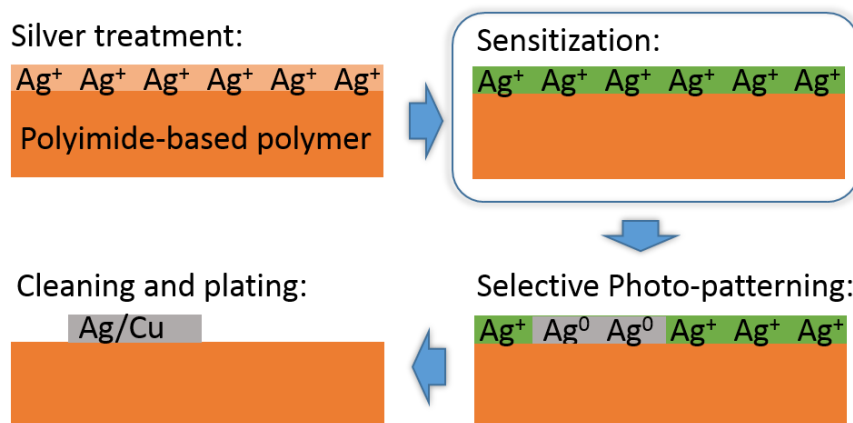 Silver treatment:
Ag⁺ Ag⁺ Ag⁺ Ag⁺ Ag⁺ Ag⁺
Polyimide-based polymer
Sensitization:
Ag⁺ Ag⁺ Ag⁺ Ag⁺ Ag⁺ Ag⁺
Selective Photo-patterning:
Ag⁺ Ag⁰ Ag⁰ Ag⁺ Ag⁺ Ag⁺
Cleaning and plating:
Ag/Cu